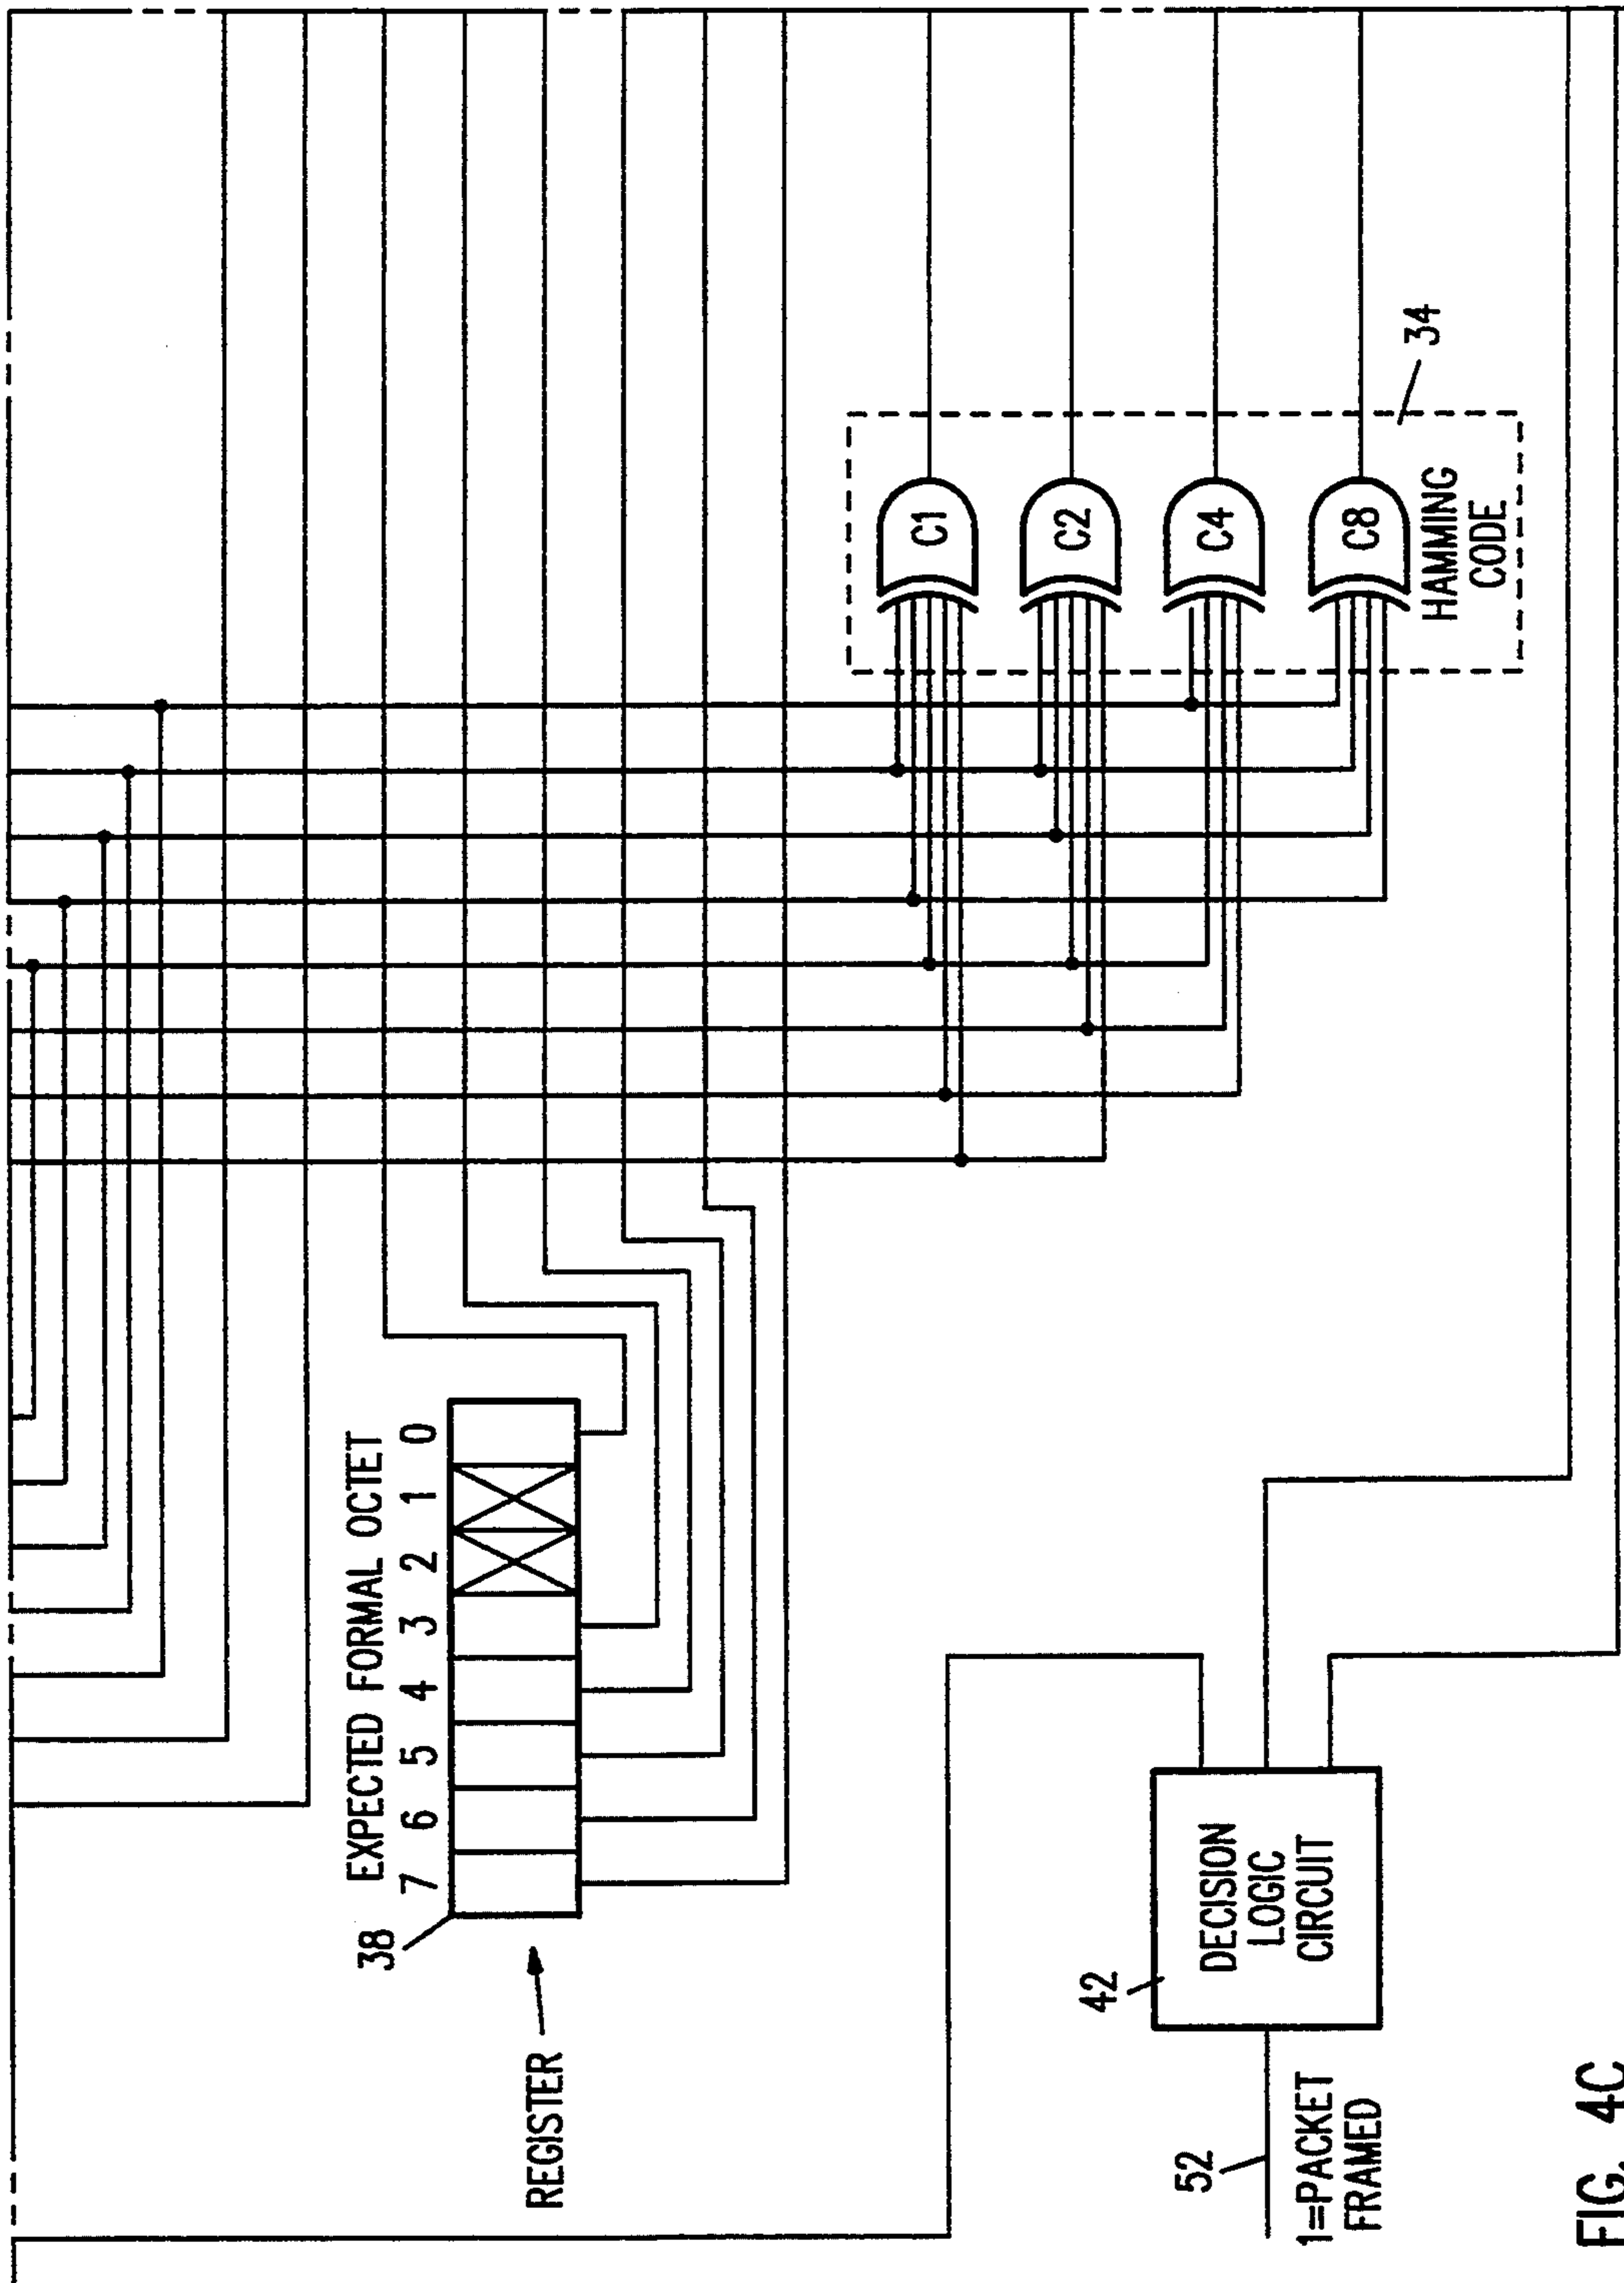 38
EXPECTED FORMAL OCTET
7 6 5 4 3 2 1 0
REGISTER
C1
C2
C4
C8
HAMMING
CODE
34
42
DECISION
LOGIC
CIRCUIT
52
1=PACKET
FRAMED
FIG. 4C